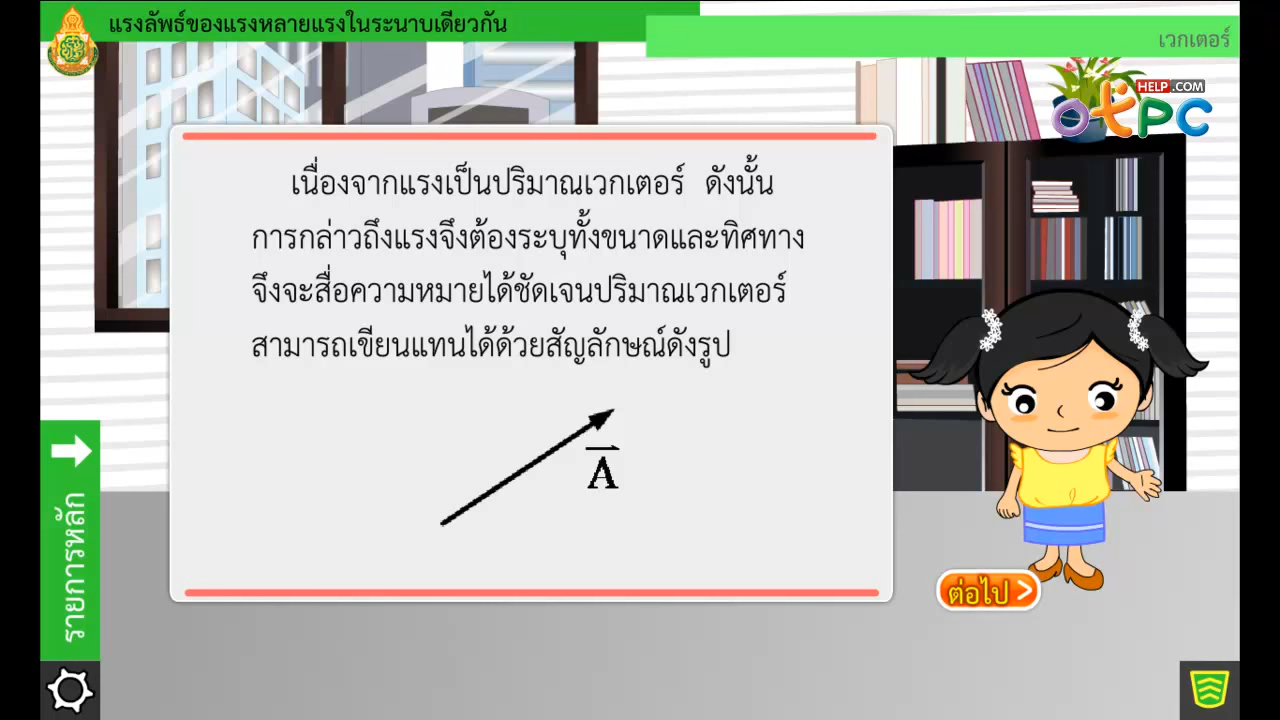 แรงลัพธ์ของแรงหลายแรงในระนาบเดียวกัน
เวกเตอร์
HELP.COM
otpc
เนื่องจากแรงเป็นปริมาณเวกเตอร์ ดังนั้น
การกล่าวถึงแรงจึงต้องระบุทั้งขนาดและทิศทาง
จึงจะสื่อความหมายได้ชัดเจนปริมาณเวกเตอร์
สามารถเขียนแทนได้ด้วยสัญลักษณ์ดังรูป
A
รายการหลัก
ต่อไป >